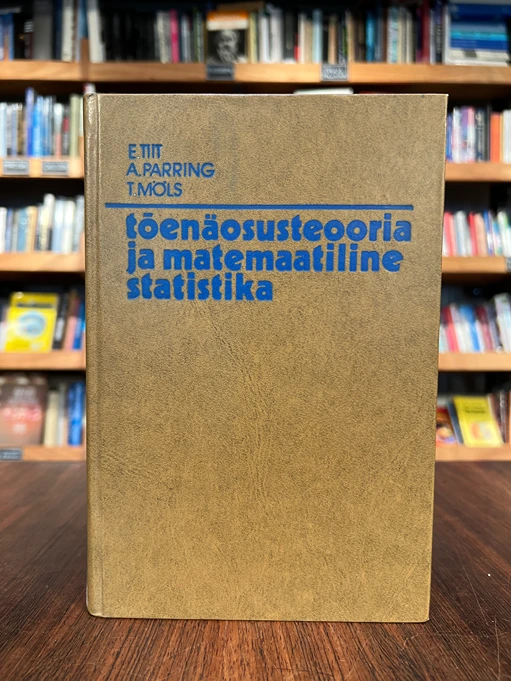 E. TIIT
A. PARRING
T. MÖLS
tõenäosusteooria
ja matemaatiline
statistika